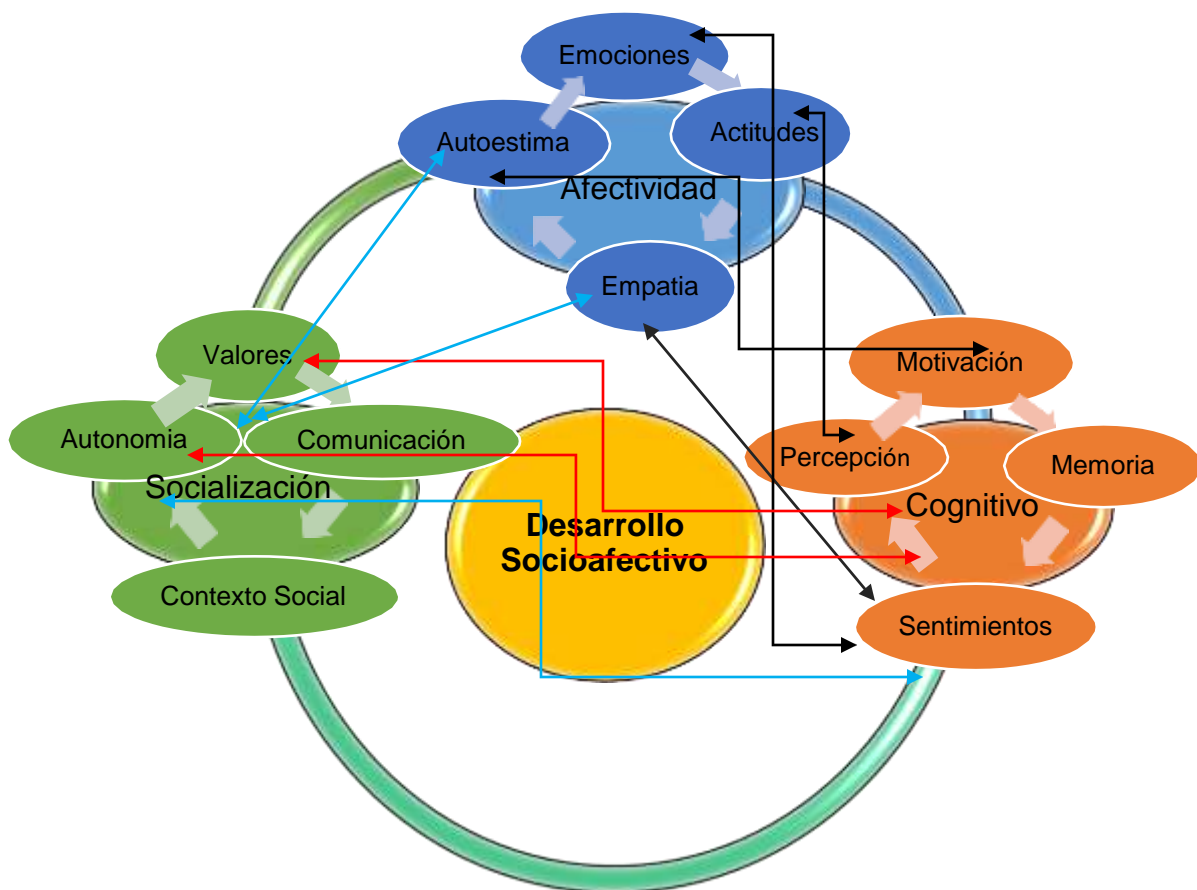 Emociones
Autoestima
Actitudes
Afectividad
Empatia
Valores
Autonomia
Comunicación
Socialización
Contexto Social
Desarrollo
Socioafectivo
Motivación
Percepción
Memoria
Cognitivo
Sentimientos